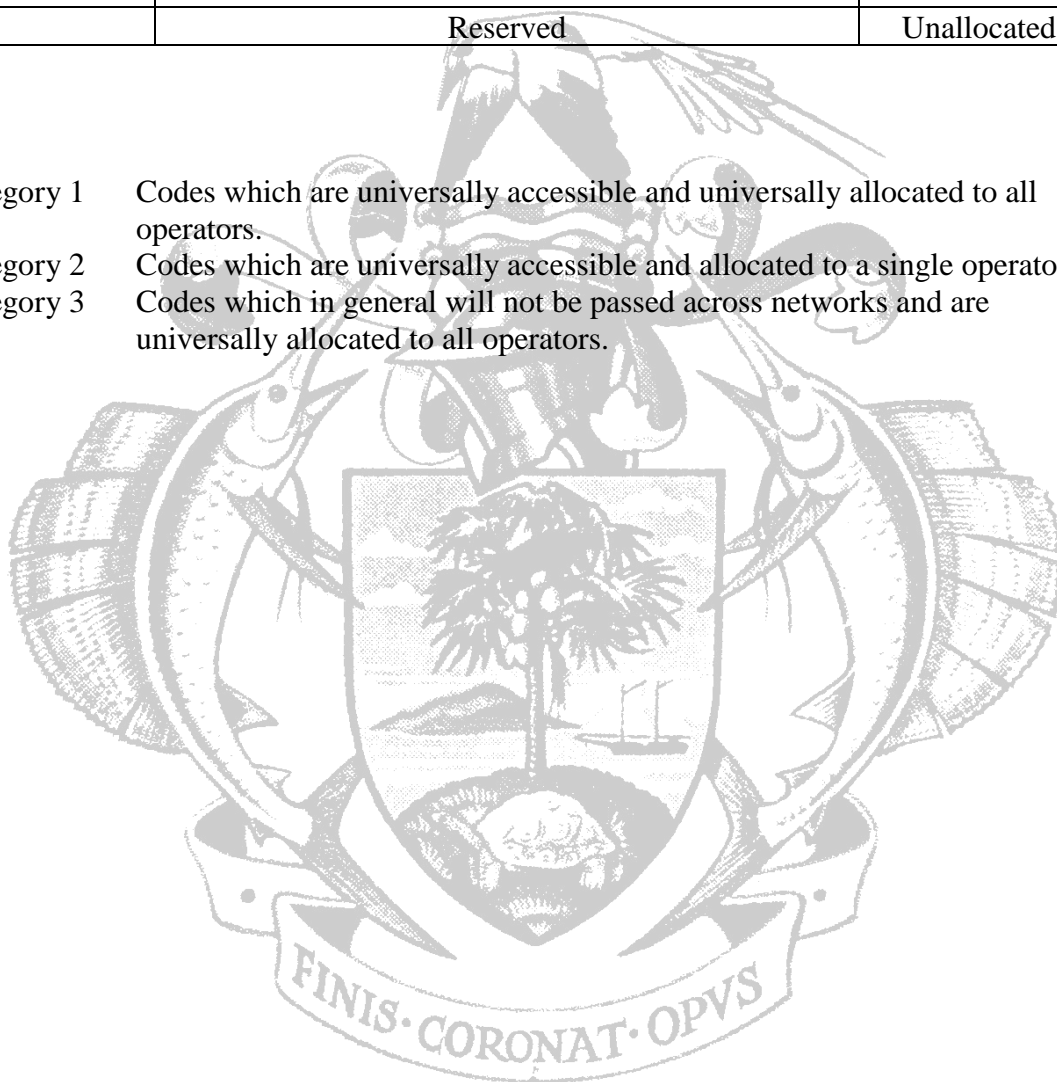 Reserved Unallocated
egory 1 Codes which are universally accessible and universally allocated to all
operators.
egory 2 Codes which are universally accessible and allocated to a single operato
egory 3 Codes which in general will not be passed across networks and are
universally allocated to all operators.
FINIS · CORONAT · OPVS